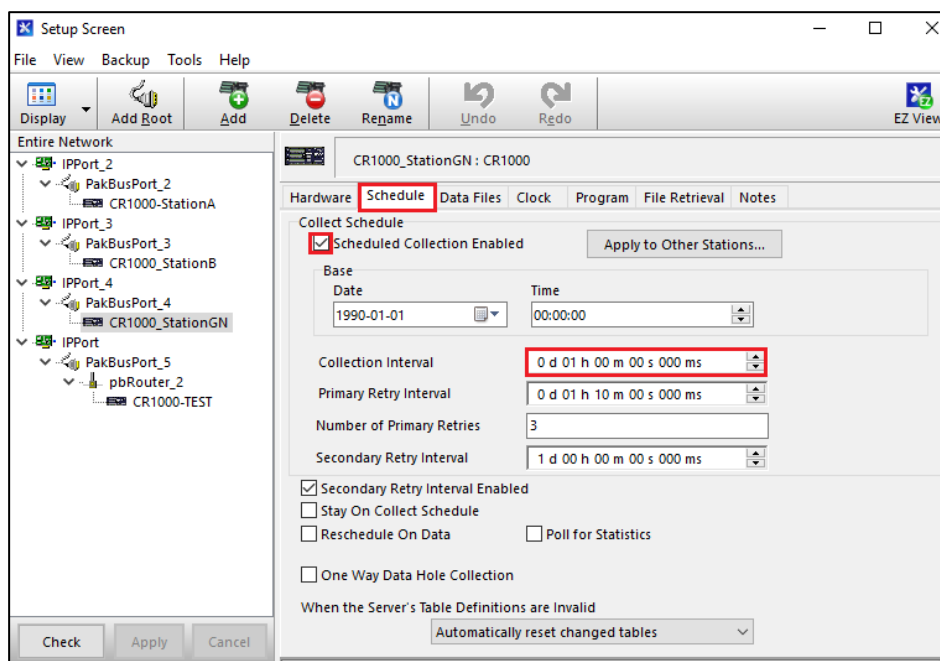 Setup Screen
File View Backup Tools Help
Display Add Root Add Delete Rename Undo Redo EZ View
Entire Network
IPPort_2
PakBusPort_2
CR1000-StationA
IPPort_3
PakBusPort_3
CR1000_StationB
IPPort_4
PakBusPort_4
CR1000_StationGN
IPPort
PakBusPort_5
pbRouter_2
CR1000-TEST
Check Apply Cancel
CR1000_StationGN : CR1000
Hardware Schedule Data Files Clock Program File Retrieval Notes
Collect Schedule
Scheduled Collection Enabled Apply to Other Stations...
Base
Date Time
1990-01-01 00:00:00
Collection Interval 0 d 01 h 00 m 00 s 000 ms
Primary Retry Interval 0 d 01 h 10 m 00 s 000 ms
Number of Primary Retries 3
Secondary Retry Interval 1 d 00 h 00 m 00 s 000 ms
Secondary Retry Interval Enabled
Stay On Collect Schedule
Reschedule On Data Poll for Statistics
One Way Data Hole Collection
When the Server's Table Definitions are Invalid
Automatically reset changed tables